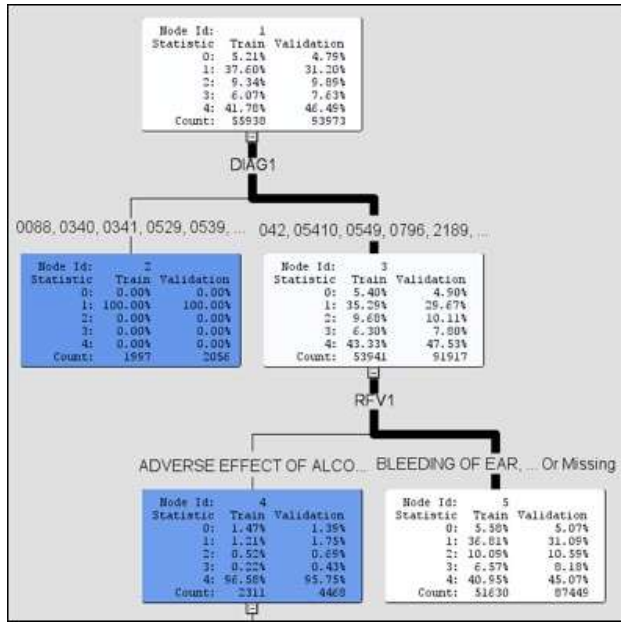 Node Id: 1
Statistic Train Validation
0: 5.21% 4.79%
1: 37.60% 31.20%
2: 9.34% 9.89%
3: 6.07% 7.63%
4: 41.78% 46.49%
Count: 55938 93973
DIAG1
0088, 0340, 0341, 0529, 0539, ...
042, 05410, 0549, 0796, 2189, ...
Node Id: 2
Statistic Train Validation
0: 0.00% 0.00%
1: 100.00% 100.00%
2: 0.00% 0.00%
3: 0.00% 0.00%
4: 0.00% 0.00%
Count: 1997 2056
Node Id: 3
Statistic Train Validation
0: 5.40% 4.90%
1: 35.29% 29.67%
2: 9.68% 10.11%
3: 6.30% 7.80%
4: 43.33% 47.53%
Count: 53941 91917
RFV1
ADVERSE EFFECT OF ALCO...
BLEEDING OF EAR, ... Or Missing
Node Id: 4
Statistic Train Validation
0: 1.47% 1.39%
1: 1.21% 1.75%
2: 0.52% 0.69%
3: 0.22% 0.43%
4: 96.58% 95.75%
Count: 2311 4468
Node Id: 5
Statistic Train Validation
0: 5.58% 5.07%
1: 36.81% 31.09%
2: 10.09% 10.59%
3: 6.57% 8.18%
4: 40.95% 45.07%
Count: 51630 87449